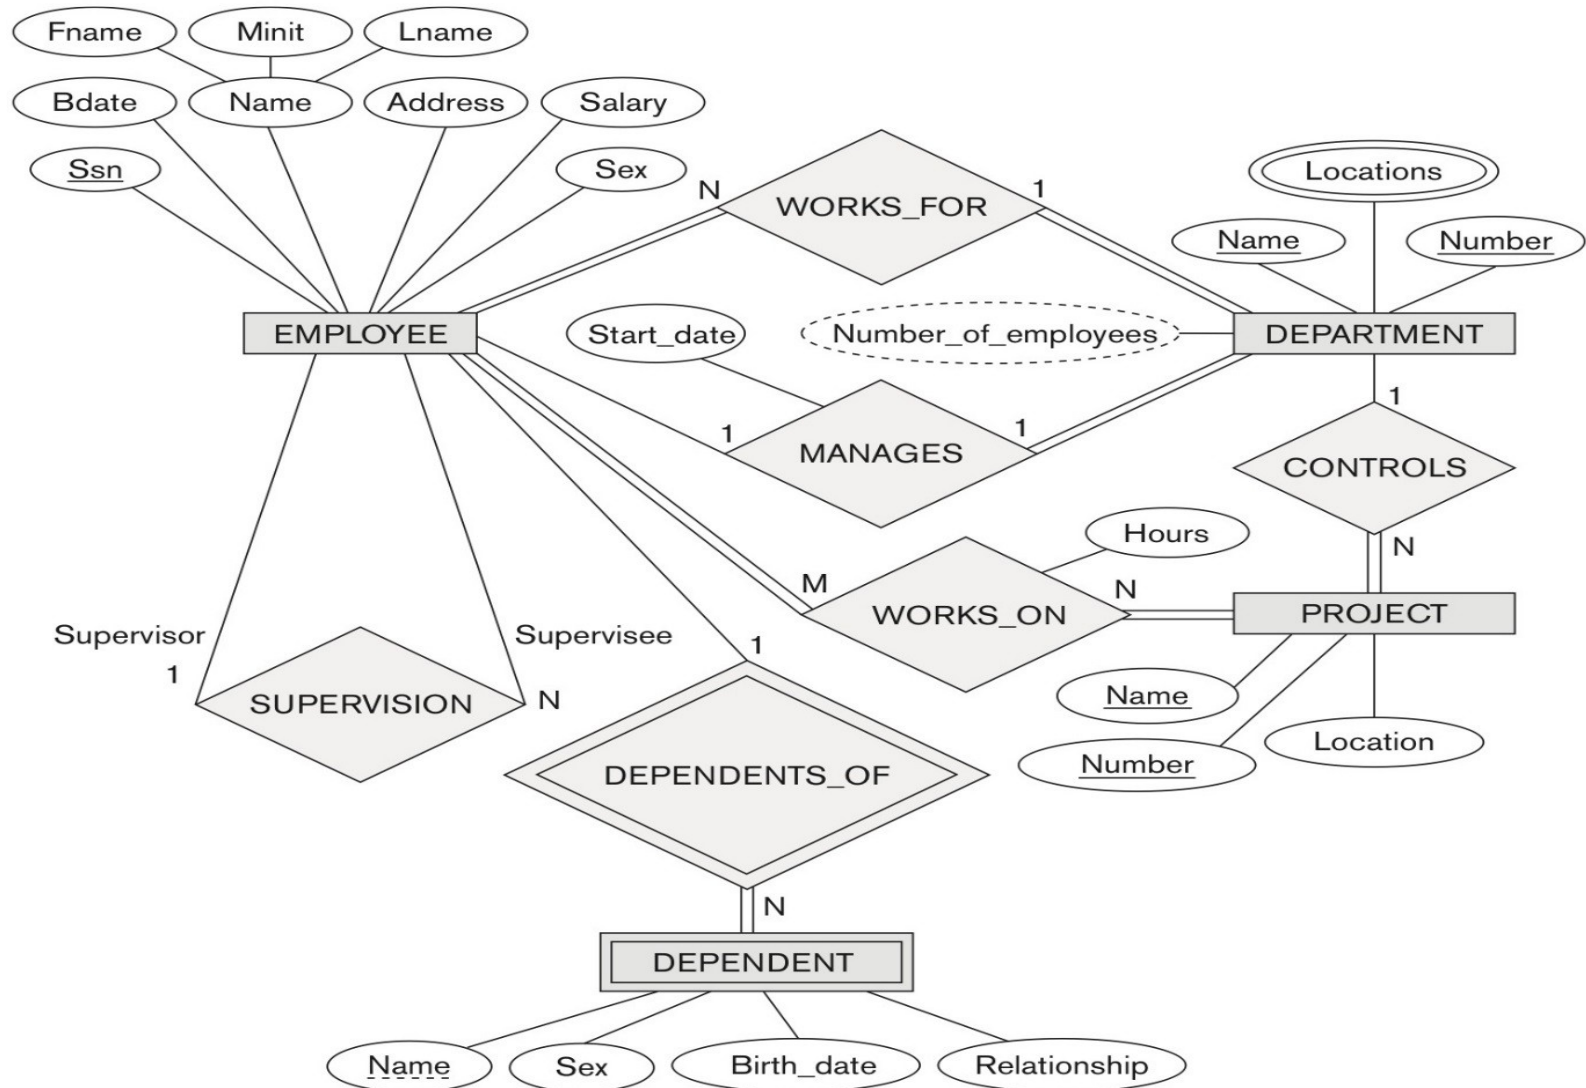 Fname
Minit
Lname
Bdate
Name
Address
Salary
Ssn
Sex
N
WORKS_FOR
1
Locations
Name
Number
EMPLOYEE
Start_date
Number_of_employees
DEPARTMENT
1
MANAGES
1
1
CONTROLS
N
Hours
M
WORKS_ON
N
PROJECT
Supervisor
1
SUPERVISION
Supervisee
N
1
DEPENDENTS_OF
Name
Number
Location
N
DEPENDENT
Name
Sex
Birth_date
Relationship